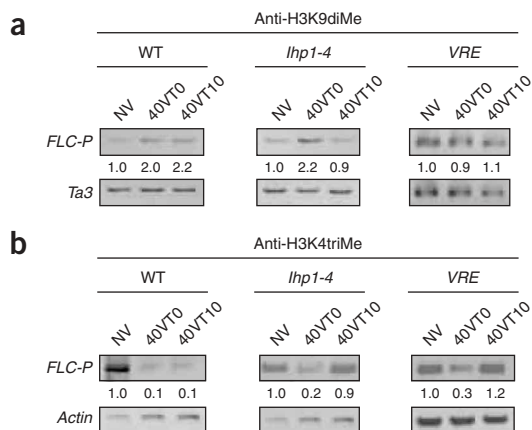 a
Anti-H3K9diMe
WT lhp1-4 VRE
NV 40VT0 40VT10 NV 40VT0 40VT10 NV 40VT0 40VT10
FLC-P
1.0 2.0 2.2 1.0 2.2 0.9 1.0 0.9 1.1
Ta3
b
Anti-H3K4triMe
WT lhp1-4 VRE
NV 40VT0 40VT10 NV 40VT0 40VT10 NV 40VT0 40VT10
FLC-P
1.0 0.1 0.1 1.0 0.2 0.9 1.0 0.3 1.2
Actin